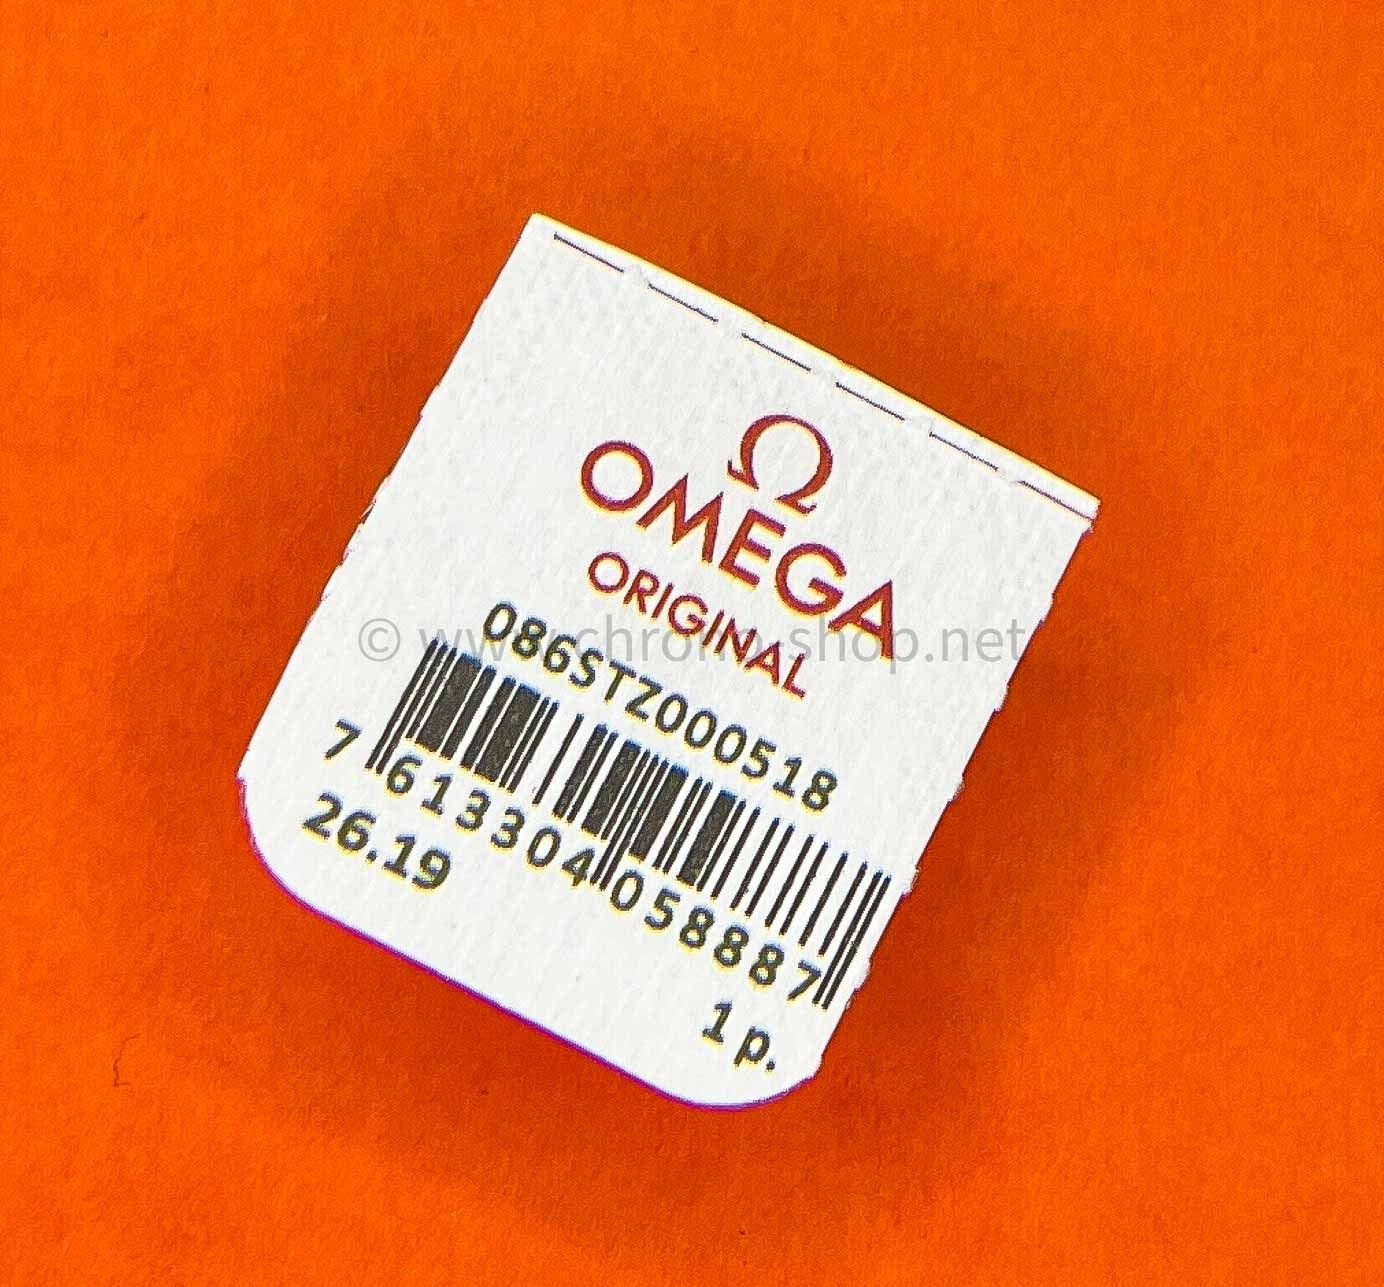 Ω
OMEGA
ORIGINAL
© www.chrono-shop.net
086STZ000518
7 613304 058887
26.19
1 p.